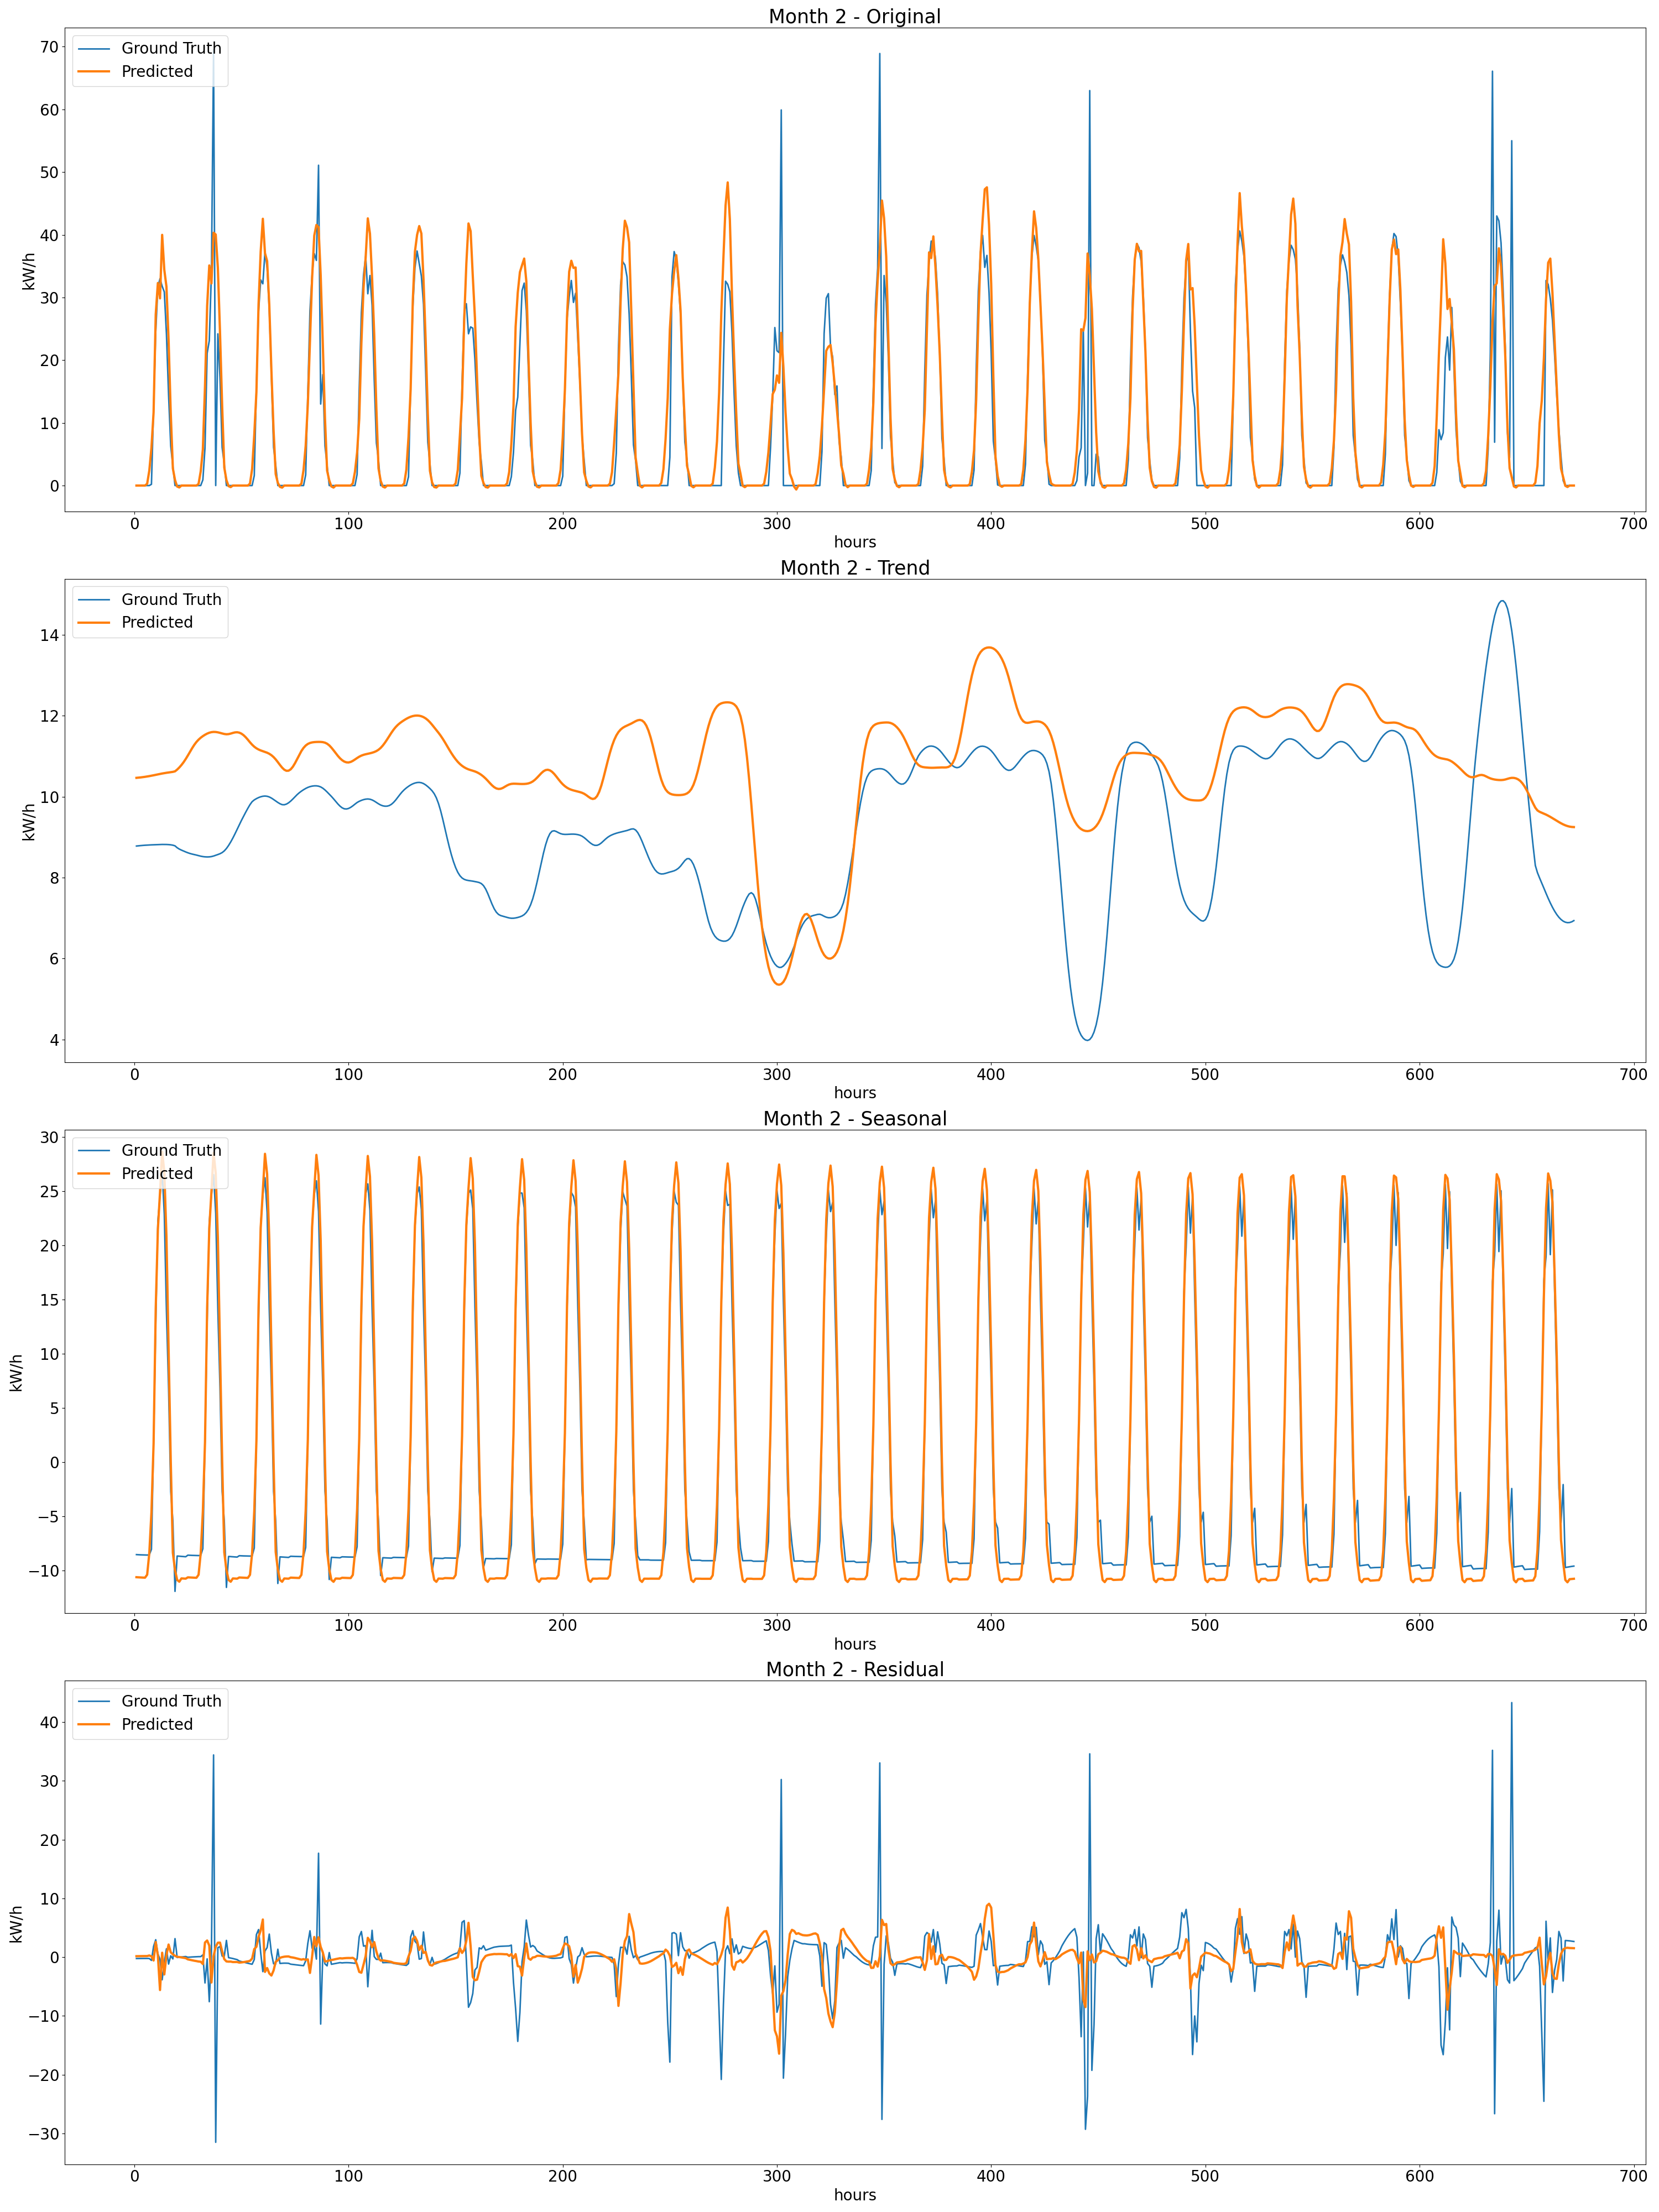 Month 2 - Original
Ground Truth
Predicted
70
60
50
40
30
20
10
0
kW/h
0 100 200 300 400 500 600 700
hours
Month 2 - Trend
Ground Truth
Predicted
14
12
10
8
6
4
kW/h
0 100 200 300 400 500 600 700
hours
Month 2 - Seasonal
Ground Truth
Predicted
30
25
20
15
10
5
0
−5
−10
kW/h
0 100 200 300 400 500 600 700
hours
Month 2 - Residual
Ground Truth
Predicted
40
30
20
10
0
−10
−20
−30
kW/h
0 100 200 300 400 500 600 700
hours